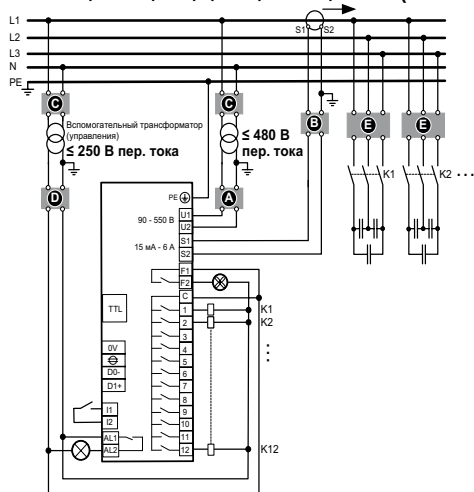 L1
S1 S2
L2
L3
N
PE
C
C
Вспомогательный трансформатор
(управления)
≤ 250 В пер. тока
≤ 480 В
пер. тока
B
E
E
D
A
K1
K2 ...
PE
90 - 550 В
U1
U2
15 мА - 6 А
S1
S2
F1
F2
C
TTL
1
K1
2
K2
3
0V
4
5
D0-
6
D1+
7
8
9
I1
10
I2
11
AL1
AL2
12
K12